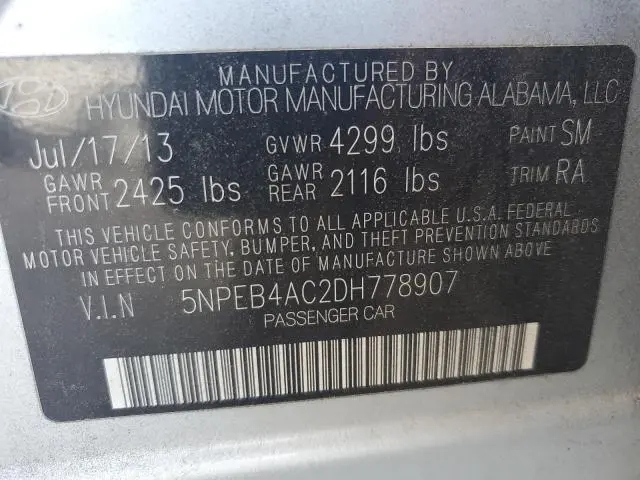 MANUFACTURED BY
HYUNDAI MOTOR MANUFACTURING ALABAMA, LLC
Jul/17/13 GVWR 4299 lbs PAINT SM
GAWR FRONT 2425 lbs GAWR REAR 2116 lbs TRIM RA
THIS VEHICLE CONFORMS TO ALL APPLICABLE U.S.A. FEDERAL
MOTOR VEHICLE SAFETY, BUMPER, AND THEFT PREVENTION STANDARDS
IN EFFECT ON THE DATE OF MANUFACTURE SHOWN ABOVE
V.I.N 5NPEB4AC2DH778907
PASSENGER CAR